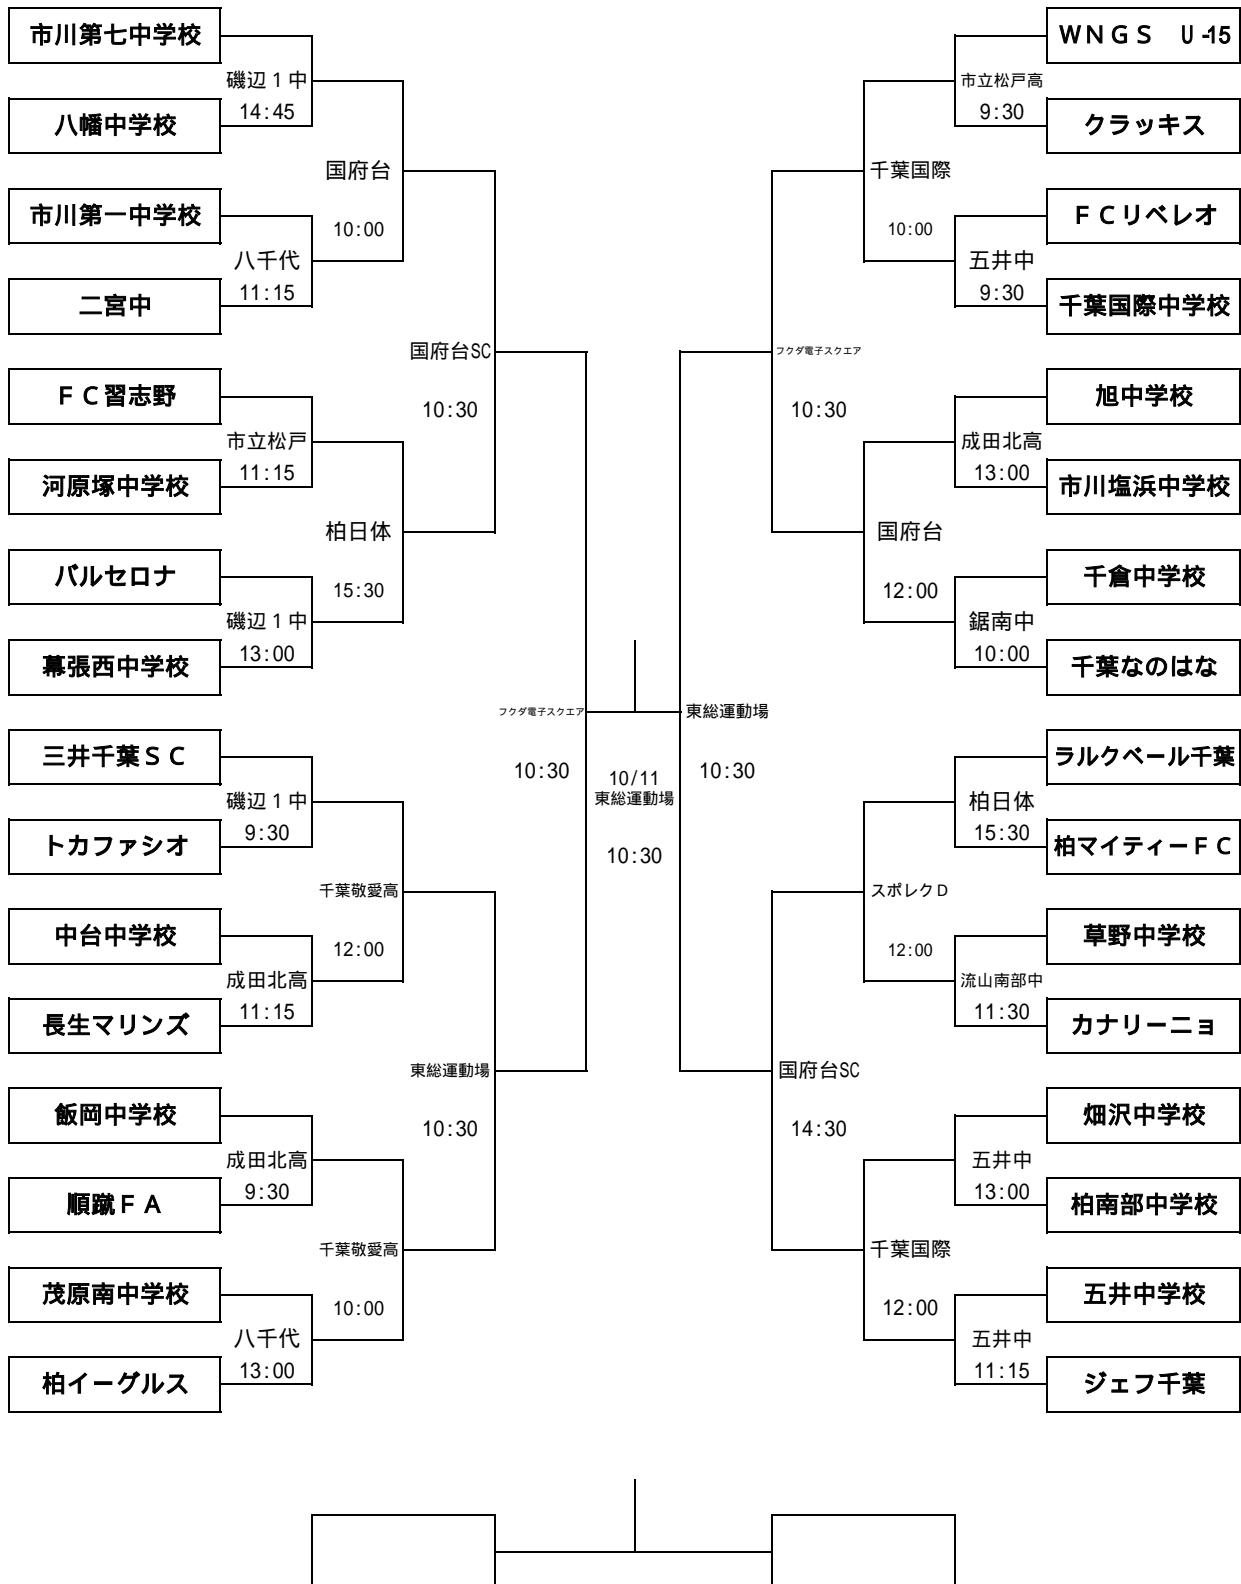 市川第七中学校
磯辺１中
14:45
八幡中学校
国府台
10:00
市川第一中学校
八千代
11:15
二宮中
国府台SC
10:30
ＦＣ習志野
市立松戸
11:15
河原塚中学校
柏日体
15:30
バルセロナ
磯辺１中
13:00
幕張西中学校
フクダ電子スクエア
10:30
三井千葉ＳＣ
磯辺１中
9:30
トカファシオ
千葉敬愛高
12:00
中台中学校
成田北高
11:15
長生マリンズ
東総運動場
10:30
飯岡中学校
成田北高
9:30
順蹴ＦＡ
千葉敬愛高
10:00
茂原南中学校
八千代
13:00
柏イーグルス
10/11
東総運動場
10:30
ＷＮＧＳ　Ｕ-15
市立松戸高
9:30
クラッキス
千葉国際
10:00
ＦＣリベレオ
五井中
9:30
千葉国際中学校
フクダ電子スクエア
10:30
旭中学校
成田北高
13:00
市川塩浜中学校
国府台
12:00
千倉中学校
鋸南中
10:00
千葉なのはな
東総運動場
10:30
ラルクベール千葉
柏日体
15:30
柏マイティーＦＣ
スポレクＤ
12:00
草野中学校
流山南部中
11:30
カナリーニョ
国府台SC
14:30
畑沢中学校
五井中
13:00
柏南部中学校
千葉国際
12:00
五井中学校
五井中
11:15
ジェフ千葉